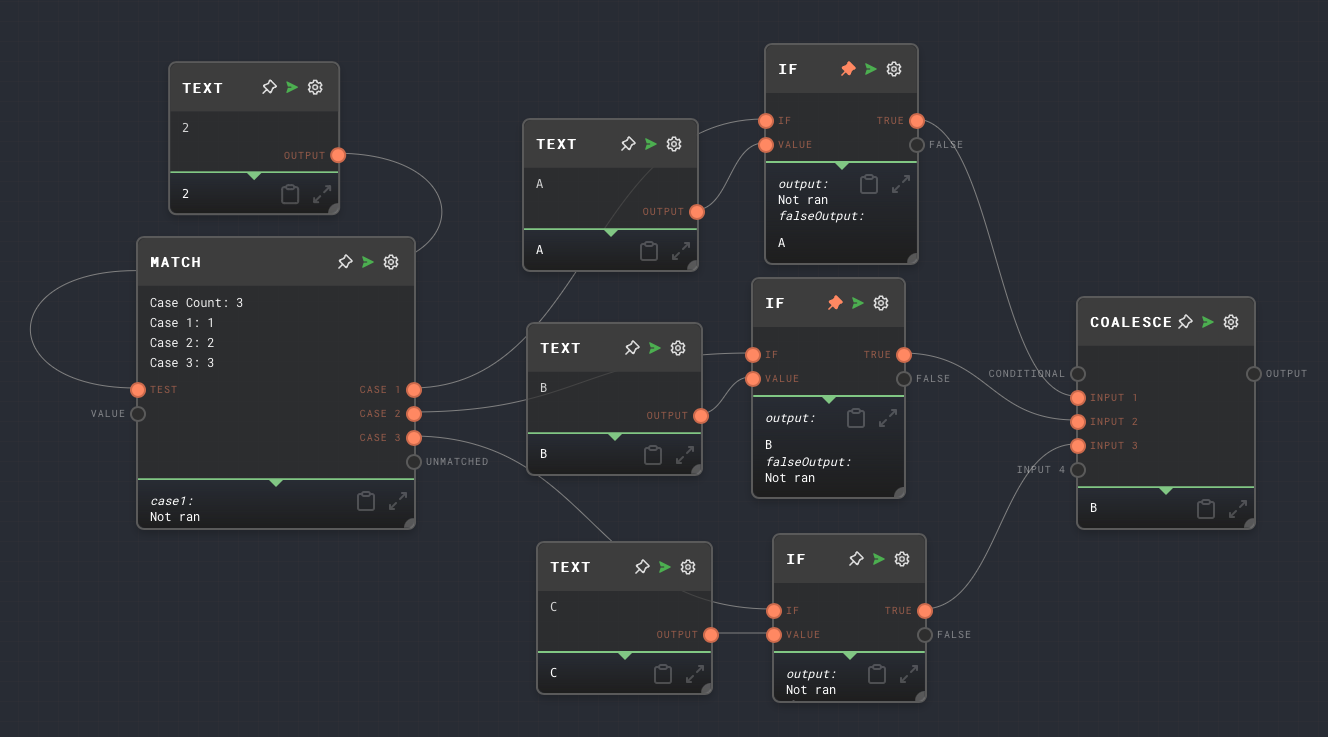 TEXT
2
OUTPUT
2
MATCH
Case Count: 3
Case 1: 1
Case 2: 2
Case 3: 3
TEST
CASE 1
VALUE
CASE 2
CASE 3
UNMATCHED
case1:
Not ran
TEXT
A
OUTPUT
A
TEXT
B
OUTPUT
B
TEXT
C
OUTPUT
C
IF
IF
TRUE
VALUE
FALSE
output:
Not ran
falseOutput:
A
IF
IF
TRUE
VALUE
FALSE
output:
B
falseOutput:
Not ran
IF
IF
TRUE
VALUE
FALSE
output:
Not ran
COALESCE
CONDITIONAL
OUTPUT
INPUT 1
INPUT 2
INPUT 3
INPUT 4
B